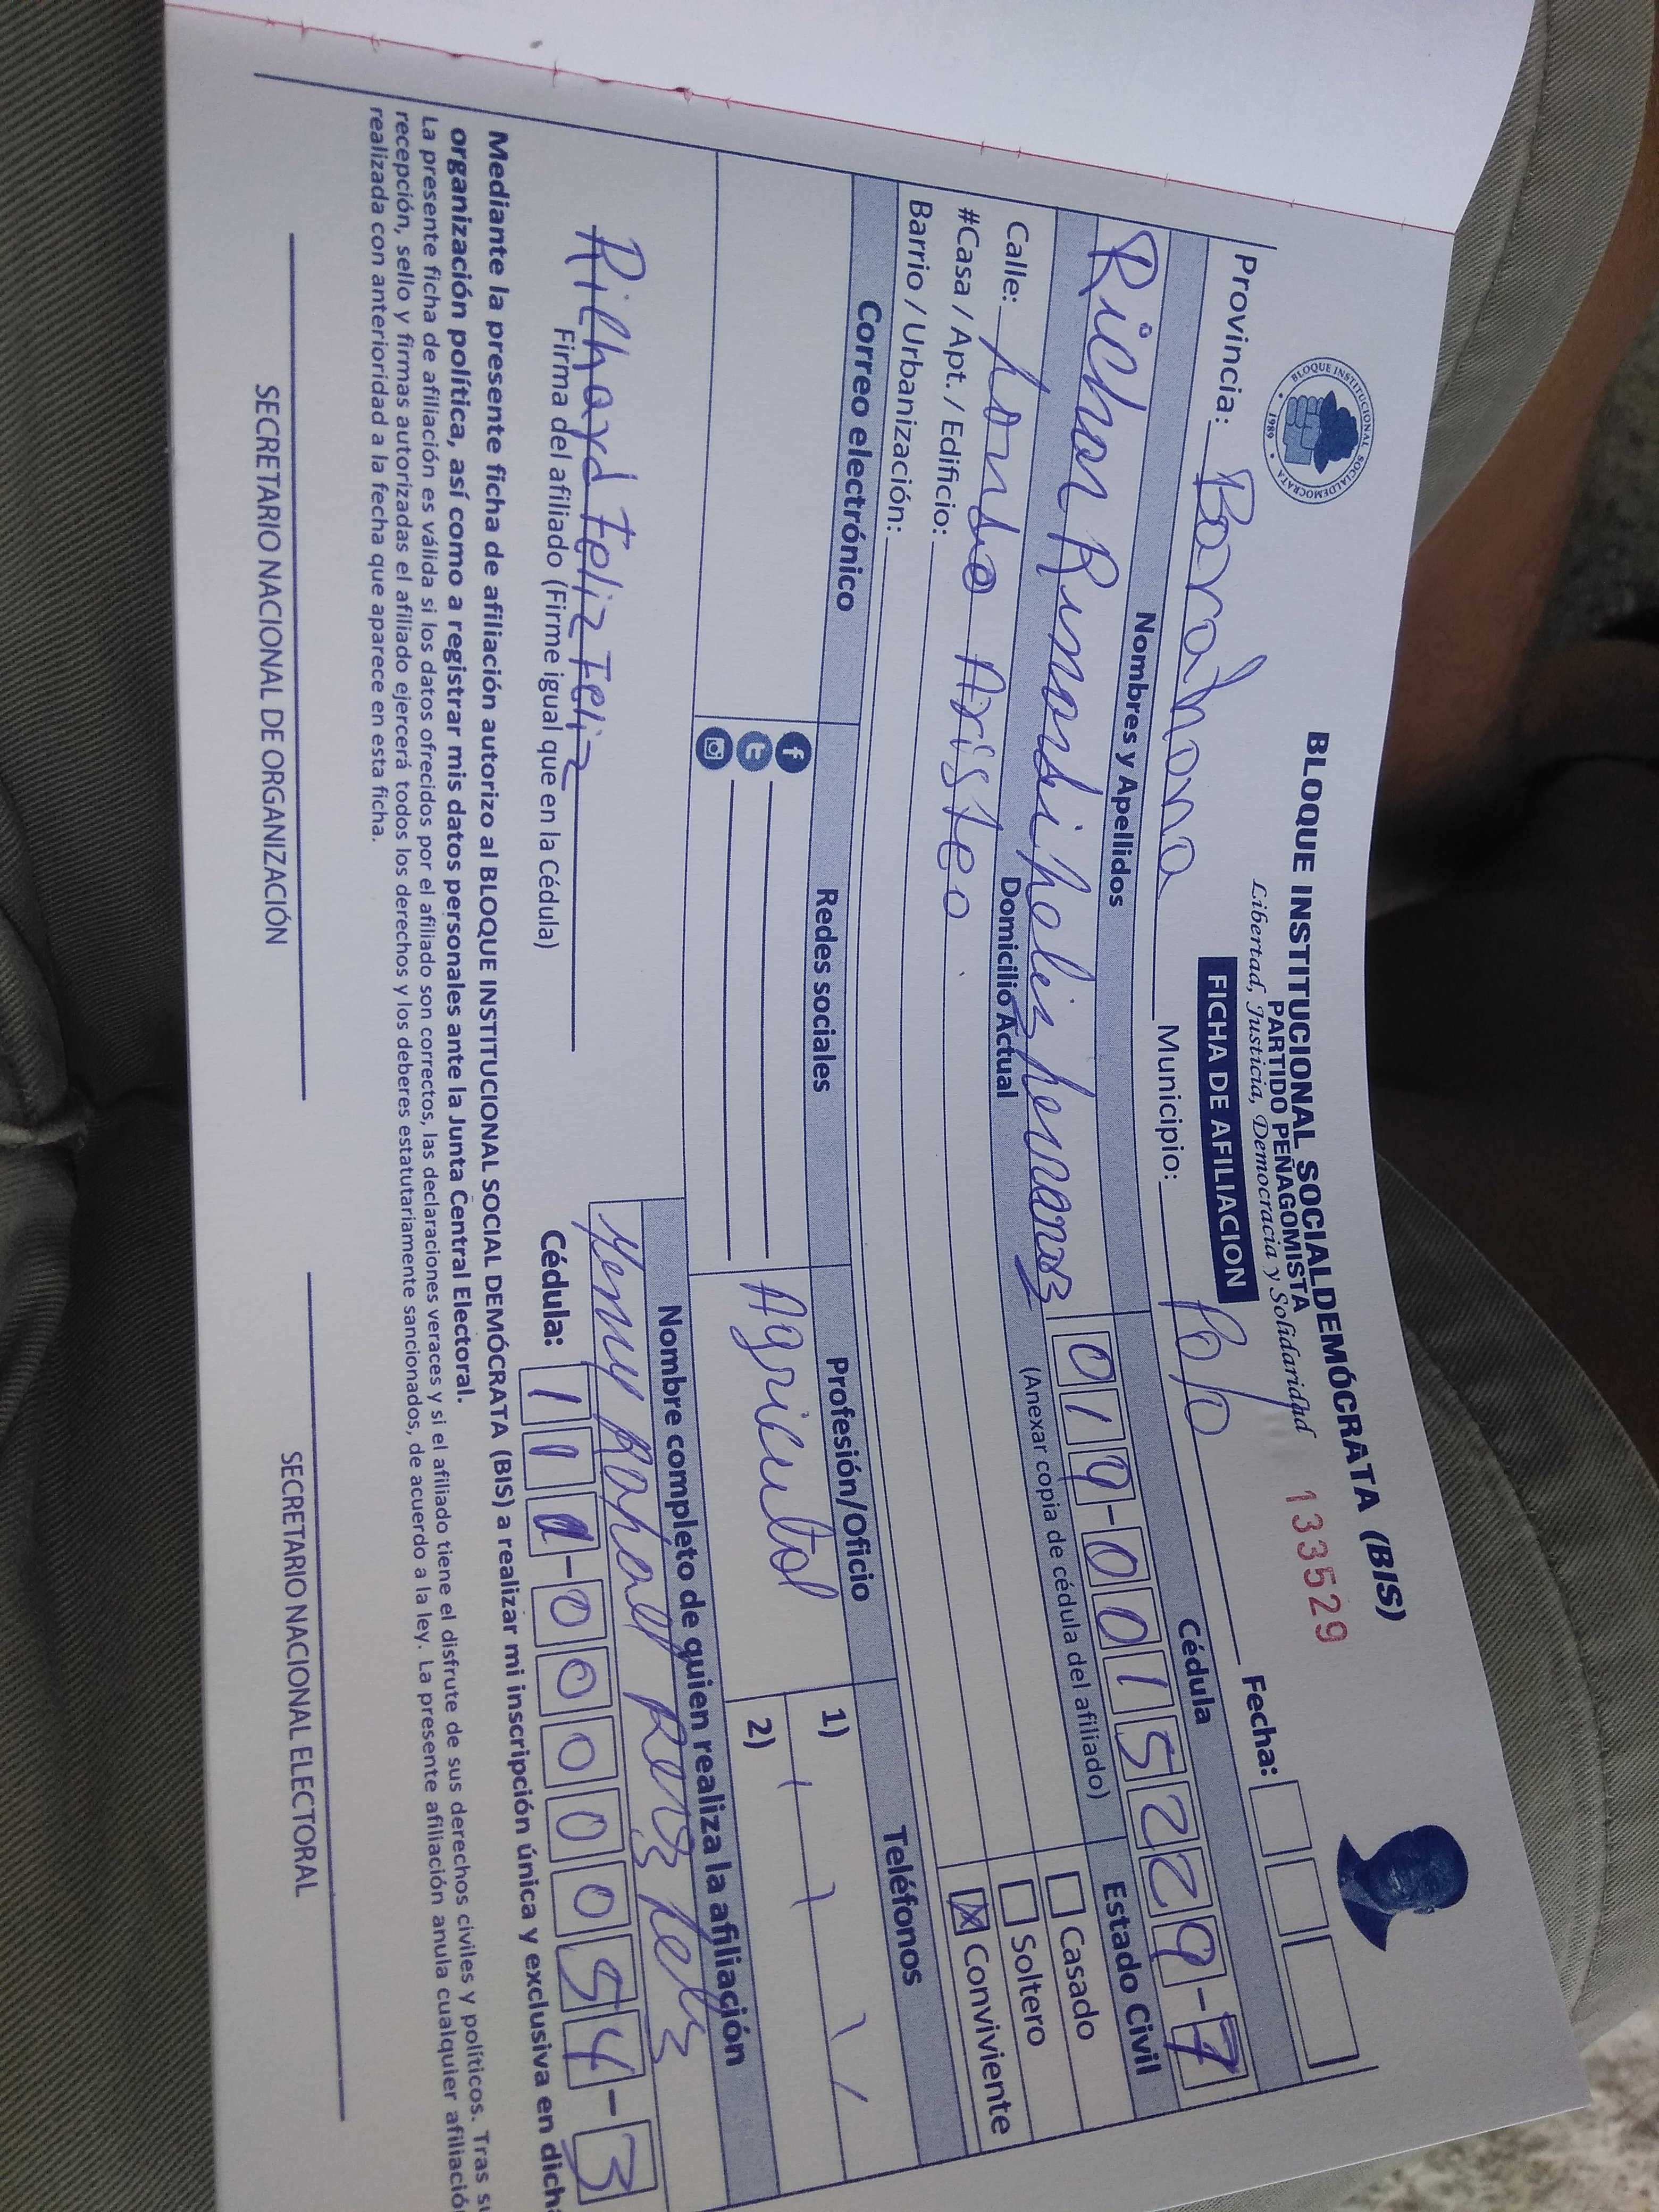 BLOQUE INSTITUCIONAL SOCIALDEMÓCRATA (BIS)
PARTIDO PEÑAGOMISTA
Libertad, Justicia, Democracia y Solidaridad
BLOQUE INSTITUCIONAL SOCIALDEMOCRATA
1989
133529
FICHA DE AFILIACION
Provincia: Barahona Municipio: Polo Fecha:
Nombres y Apellidos Cédula Estado Civil
Richar 019-0015229-7
Casado
Soltero
X Conviviente
Domicilio Actual (Anexar copia de cédula del afiliado)
Calle: Aristeo
#Casa / Apt. / Edificio:
Barrio / Urbanización:
Correo electrónico Redes sociales Profesión/Oficio Teléfonos
Agricultol
1)
2)
Nombre completo de quien realiza la afiliación
Rilhard feliz Feliz
Firma del afiliado (Firme igual que en la Cédula)
Cédula: 111-0000054-3
Mediante la presente ficha de afiliación autorizo al BLOQUE INSTITUCIONAL SOCIAL DEMÓCRATA (BIS) a realizar mi inscripción única y exclusiva en dicha
organización política, así como a registrar mis datos personales ante la Junta Central Electoral.
La presente ficha de afiliación es válida si los datos ofrecidos por el afiliado son correctos, las declaraciones veraces y si el afiliado tiene el disfrute de sus derechos civiles y políticos. Tras su
recepción, sello y firmas autorizadas el afiliado ejercerá todos los derechos y los deberes estatutariamente sancionados, de acuerdo a la ley. La presente afiliación anula cualquier afiliación
realizada con anterioridad a la fecha que aparece en esta ficha.
SECRETARIO NACIONAL DE ORGANIZACIÓN SECRETARIO NACIONAL ELECTORAL